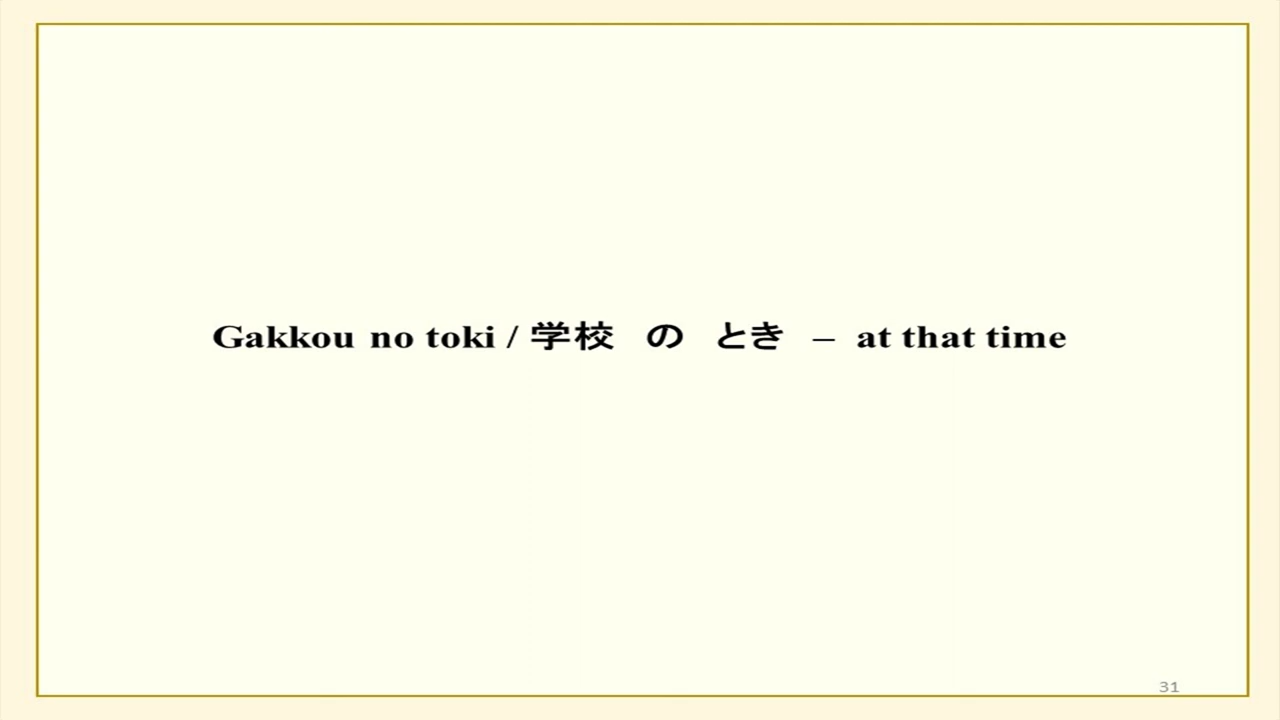 Gakkou no toki / 学校 の とき – at that time
31